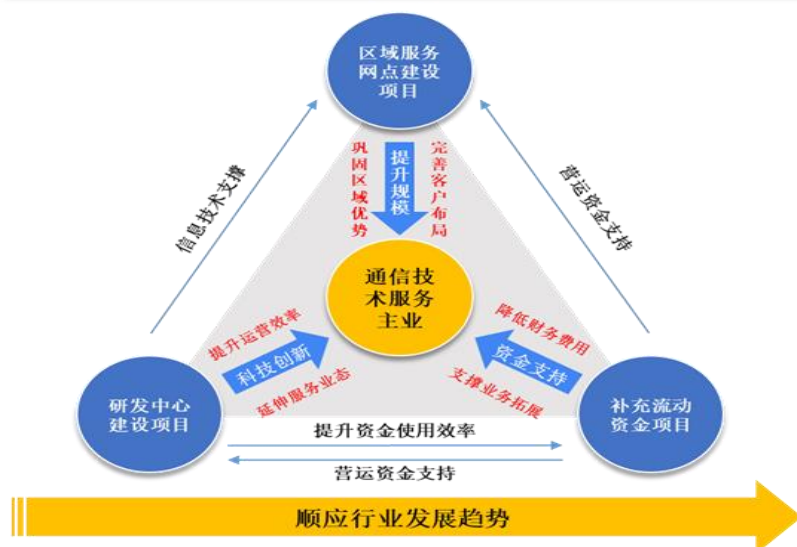 区域服务
网点建设
项目
巩固区域优势
提升规模
完善客户布局
信息技术支撑
营运资金支持
通信技
术服务
主业
提升运营效率
科技创新
延伸服务业态
降低财务费用
资金支持
支撑业务拓展
研发中心
建设项目
补充流动
资金项目
提升资金使用效率
营运资金支持
顺应行业发展趋势